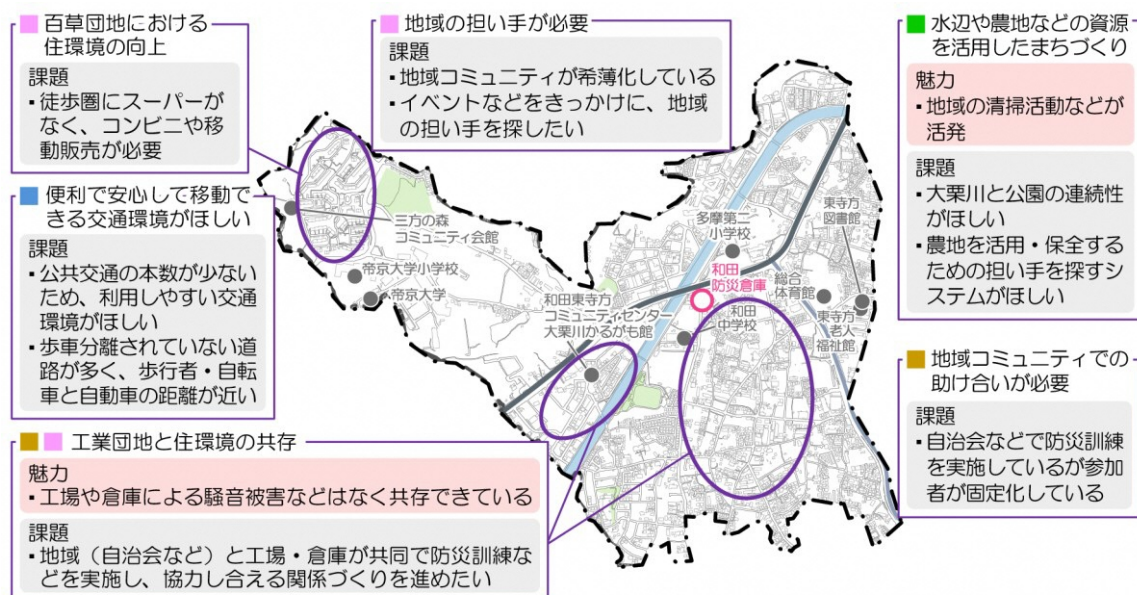 百草団地における
住環境の向上
課題
▪徒歩圏にスーパーが
なく、コンビニや移
動販売が必要
地域の担い手が必要
課題
▪地域コミュニティが希薄化している
▪イベントなどをきっかけに、地域
の担い手を探したい
水辺や農地などの資源
を活用したまちづくり
魅力
▪地域の清掃活動などが
活発
課題
▪大栗川と公園の連続性
がほしい
▪農地を活用・保全する
ための担い手を探すシ
ステムがほしい
便利で安心して移動で
きる交通環境がほしい
課題
▪公共交通の本数が少ない
ため、利用しやすい交通
環境がほしい
▪歩車分離されていない道
路が多く、歩行者・自転
車と自動車の距離が近い
三方の森
コミュニティ会館
帝京大学小学校
帝京大学
多摩第二
小学校
東寺方
図書館
和田
防災倉庫
総合
体育館
和田東寺方
コミュニティセンター
大栗川かるがも館
和田
中学校
東寺方
老人
福祉館
地域コミュニティでの
助け合いが必要
課題
▪自治会などで防災訓練
を実施しているが参加
者が固定化している
工業団地と住環境の共存
魅力
▪工場や倉庫による騒音被害などはなく共存できている
課題
▪地域（自治会など）と工場・倉庫が共同で防災訓練な
どを実施し、協力し合える関係づくりを進めたい